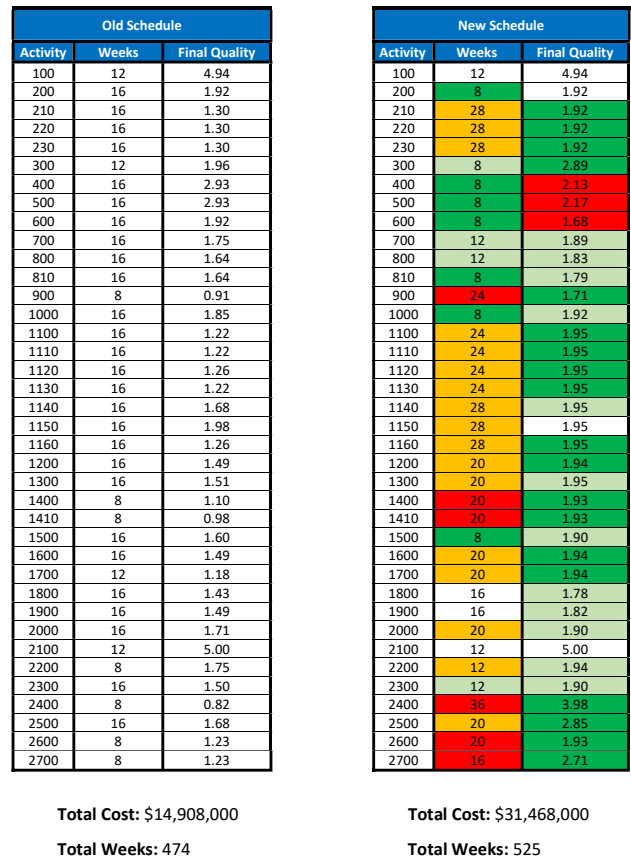 Old Schedule New Schedule
Activity Weeks Final Quality Activity Weeks Final Quality
100 12 4.94 100 12 4.94
200 16 1.92 200 8 1.92
210 16 1.30 210 28 1.92
220 16 1.30 220 28 1.92
230 16 1.30 230 28 1.92
300 12 1.96 300 8 2.89
400 16 2.93 400 8 2.13
500 16 2.93 500 8 2.17
600 16 1.92 600 8 1.68
700 16 1.75 700 12 1.89
800 16 1.64 800 12 1.83
810 16 1.64 810 8 1.79
900 8 0.91 900 24 1.71
1000 16 1.85 1000 8 1.92
1100 16 1.22 1100 24 1.95
1110 16 1.22 1110 24 1.95
1120 16 1.26 1120 24 1.95
1130 16 1.22 1130 24 1.95
1140 16 1.68 1140 28 1.95
1150 16 1.98 1150 28 1.95
1160 16 1.26 1160 28 1.95
1200 16 1.49 1200 20 1.94
1300 16 1.51 1300 20 1.95
1400 8 1.10 1400 20 1.93
1410 8 0.98 1410 20 1.93
1500 16 1.60 1500 8 1.90
1600 16 1.49 1600 20 1.94
1700 12 1.18 1700 20 1.94
1800 16 1.43 1800 16 1.78
1900 16 1.49 1900 16 1.82
2000 16 1.71 2000 20 1.90
2100 12 5.00 2100 12 5.00
2200 8 1.75 2200 12 1.94
2300 16 1.50 2300 12 1.90
2400 8 0.82 2400 36 3.98
2500 16 1.68 2500 20 2.85
2600 8 1.23 2600 20 1.93
2700 8 1.23 2700 16 2.71
Total Cost: $14,908,000 Total Cost: $31,468,000
Total Weeks: 474 Total Weeks: 525